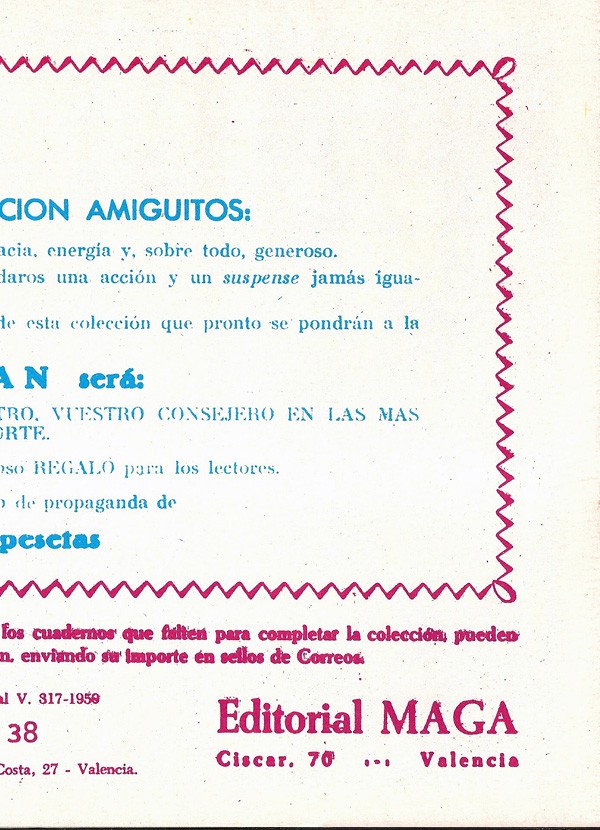 CION AMIGUITOS:
acia, energía y, sobre todo, generoso.
daros una acción y un suspense jamás igua-
de esta colección que pronto se pondrán a la
AN será:
TRO, VUESTRO CONSEJERO EN LAS MAS
ORTE.
oso REGALO para los lectores.
o de propaganda de
pesetas
los cuadernos que falten para completar la colección, pueden
n, enviando su importe en sellos de Correos.
al V. 317-1959
38
Costa, 27 - Valencia.
Editorial MAGA
Ciscar, 70 --- Valencia